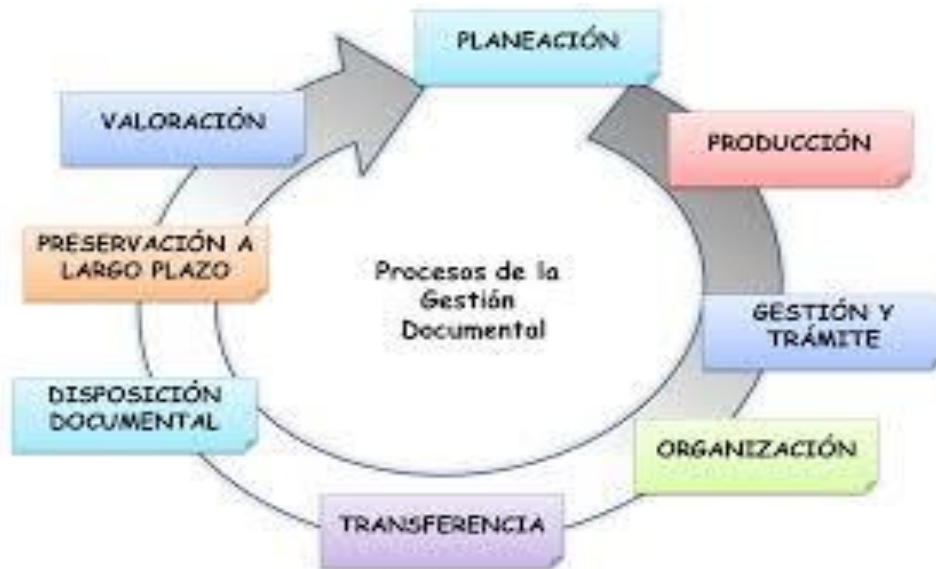 PLANEACIÓN
PRODUCCIÓN
GESTIÓN Y
TRÁMITE
ORGANIZACIÓN
TRANSFERENCIA
DISPOSICIÓN
DOCUMENTAL
PRESERVACIÓN A
LARGO PLAZO
VALORACIÓN
Procesos de la
Gestión
Documental